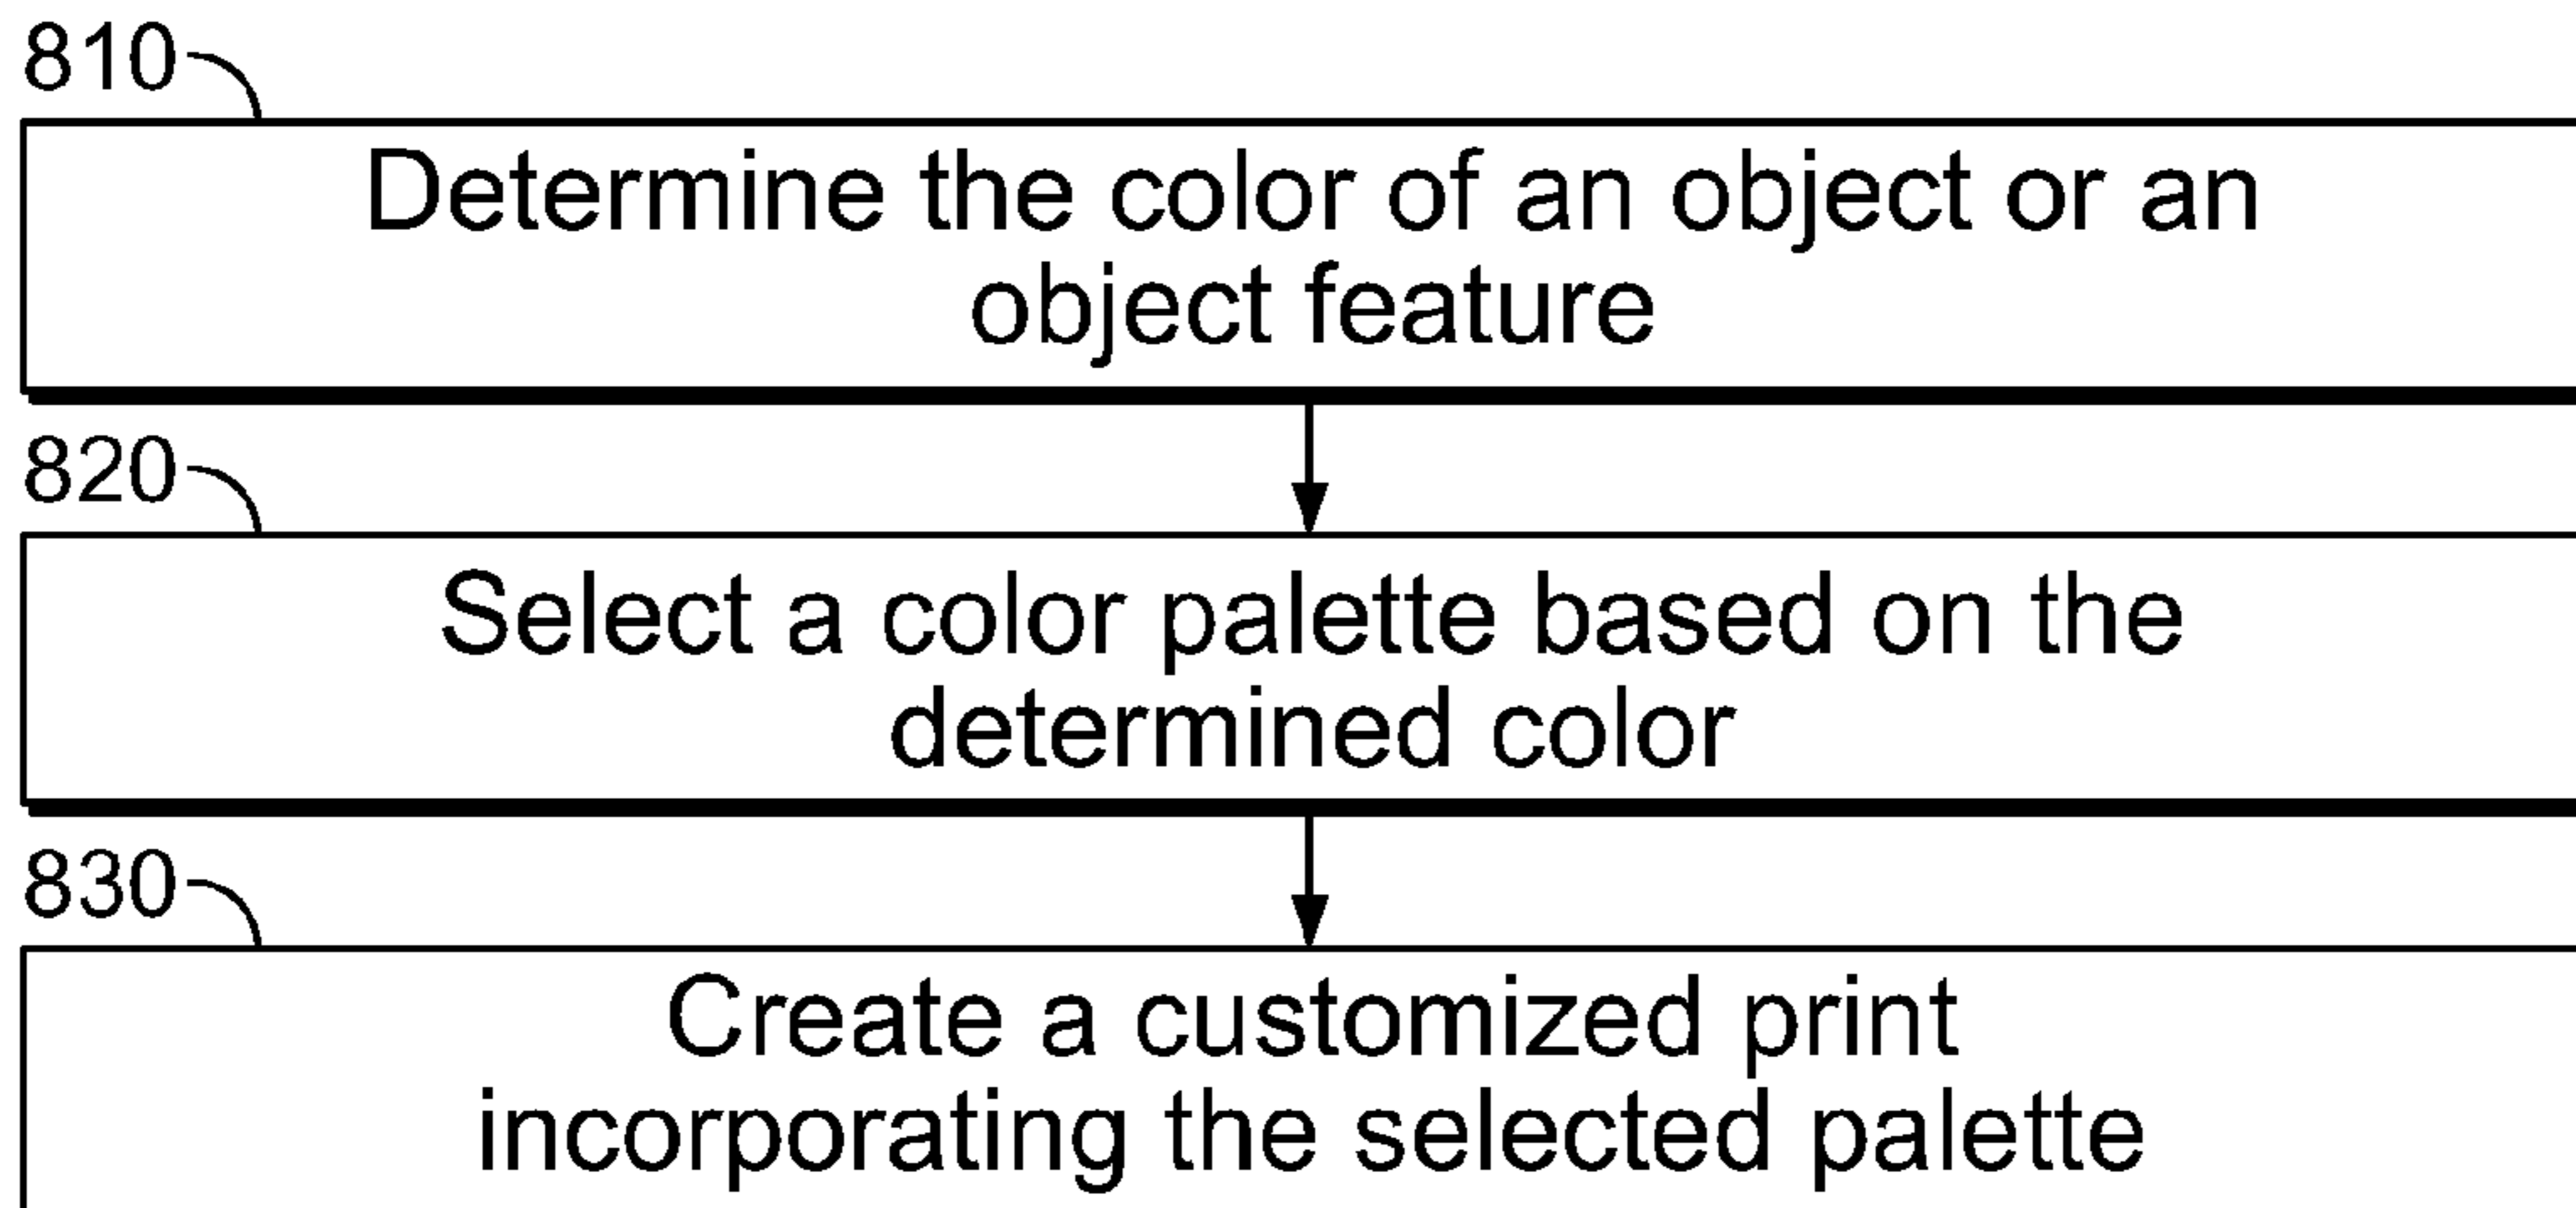 810
Determine the color of an object or an
object feature
820
Select a color palette based on the
determined color
830
Create a customized print
incorporating the selected palette